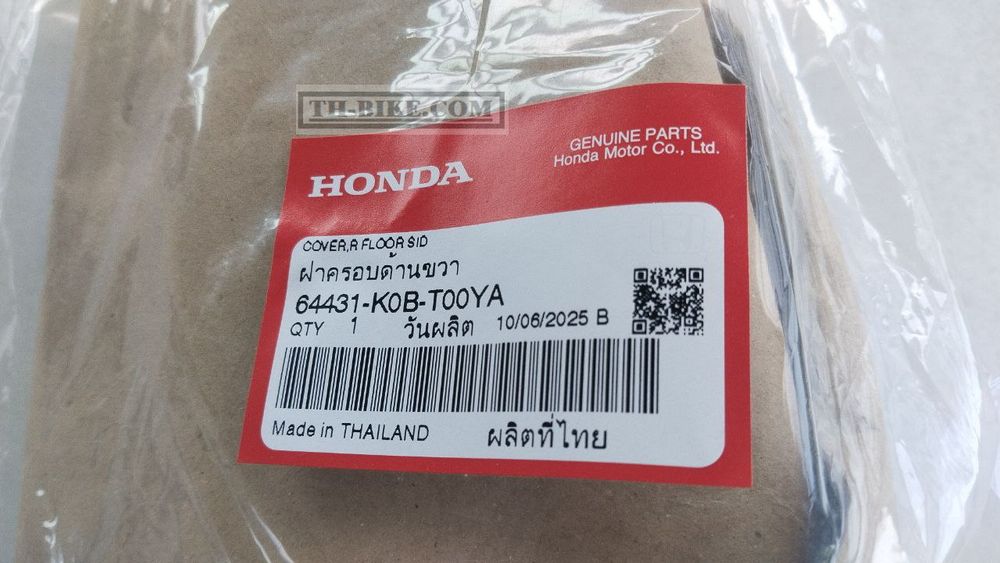 TH-BIKE.COM
HONDA
GENUINE PARTS
Honda Motor Co., Ltd.
COVER,R FLOOR SID
ฝาครอบด้านขวา
64431-K0B-T00YA
QTY 1 วันผลิต 10/06/2025 B
Made in THAILAND ผลิตที่ไทย